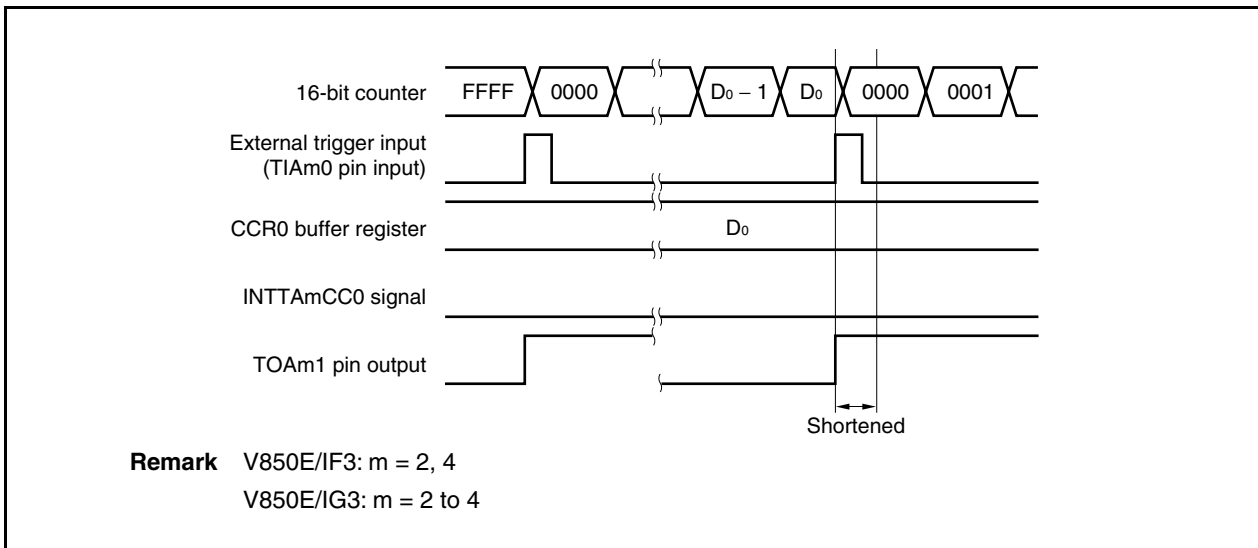 16-bit counter FFFF 0000 D0 − 1 D0 0000 0001
External trigger input
(TIAm0 pin input)
CCR0 buffer register D0
INTTAmCC0 signal
TOAm1 pin output
Shortened
Remark V850E/IF3: m = 2, 4
V850E/IG3: m = 2 to 4